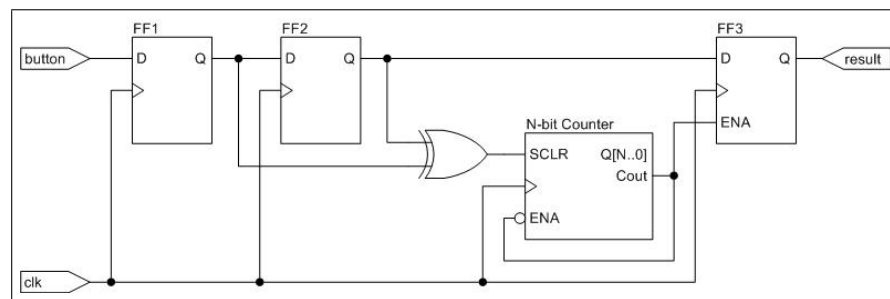 FF1
FF2
FF3
button
D Q
D Q
D Q
result
ENA
N-bit Counter
SCLR Q[N..0]
Cout
ENA
clk